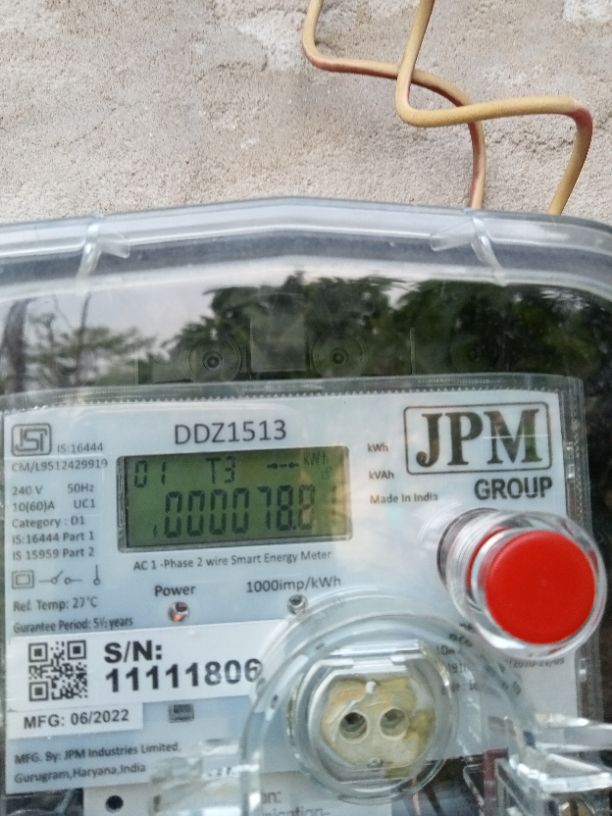 DDZ1513
IS:16444
CM/L9512429919
240 V 50Hz
10(60)A UC1
Category : D1
IS:16444 Part 1
IS 15959 Part 2
01 T3 kWh
kWh
kVAh
Made In India
JPM
GROUP
AC 1 -Phase 2 wire Smart Energy Meter
Ref. Temp: 27°C
Gurantee Period: 5½ years
Power
1000imp/kWh
S/N:
11111806
MFG: 06/2022
MFG. By: JPM Industries Limited.
Gurugram,Haryana,India